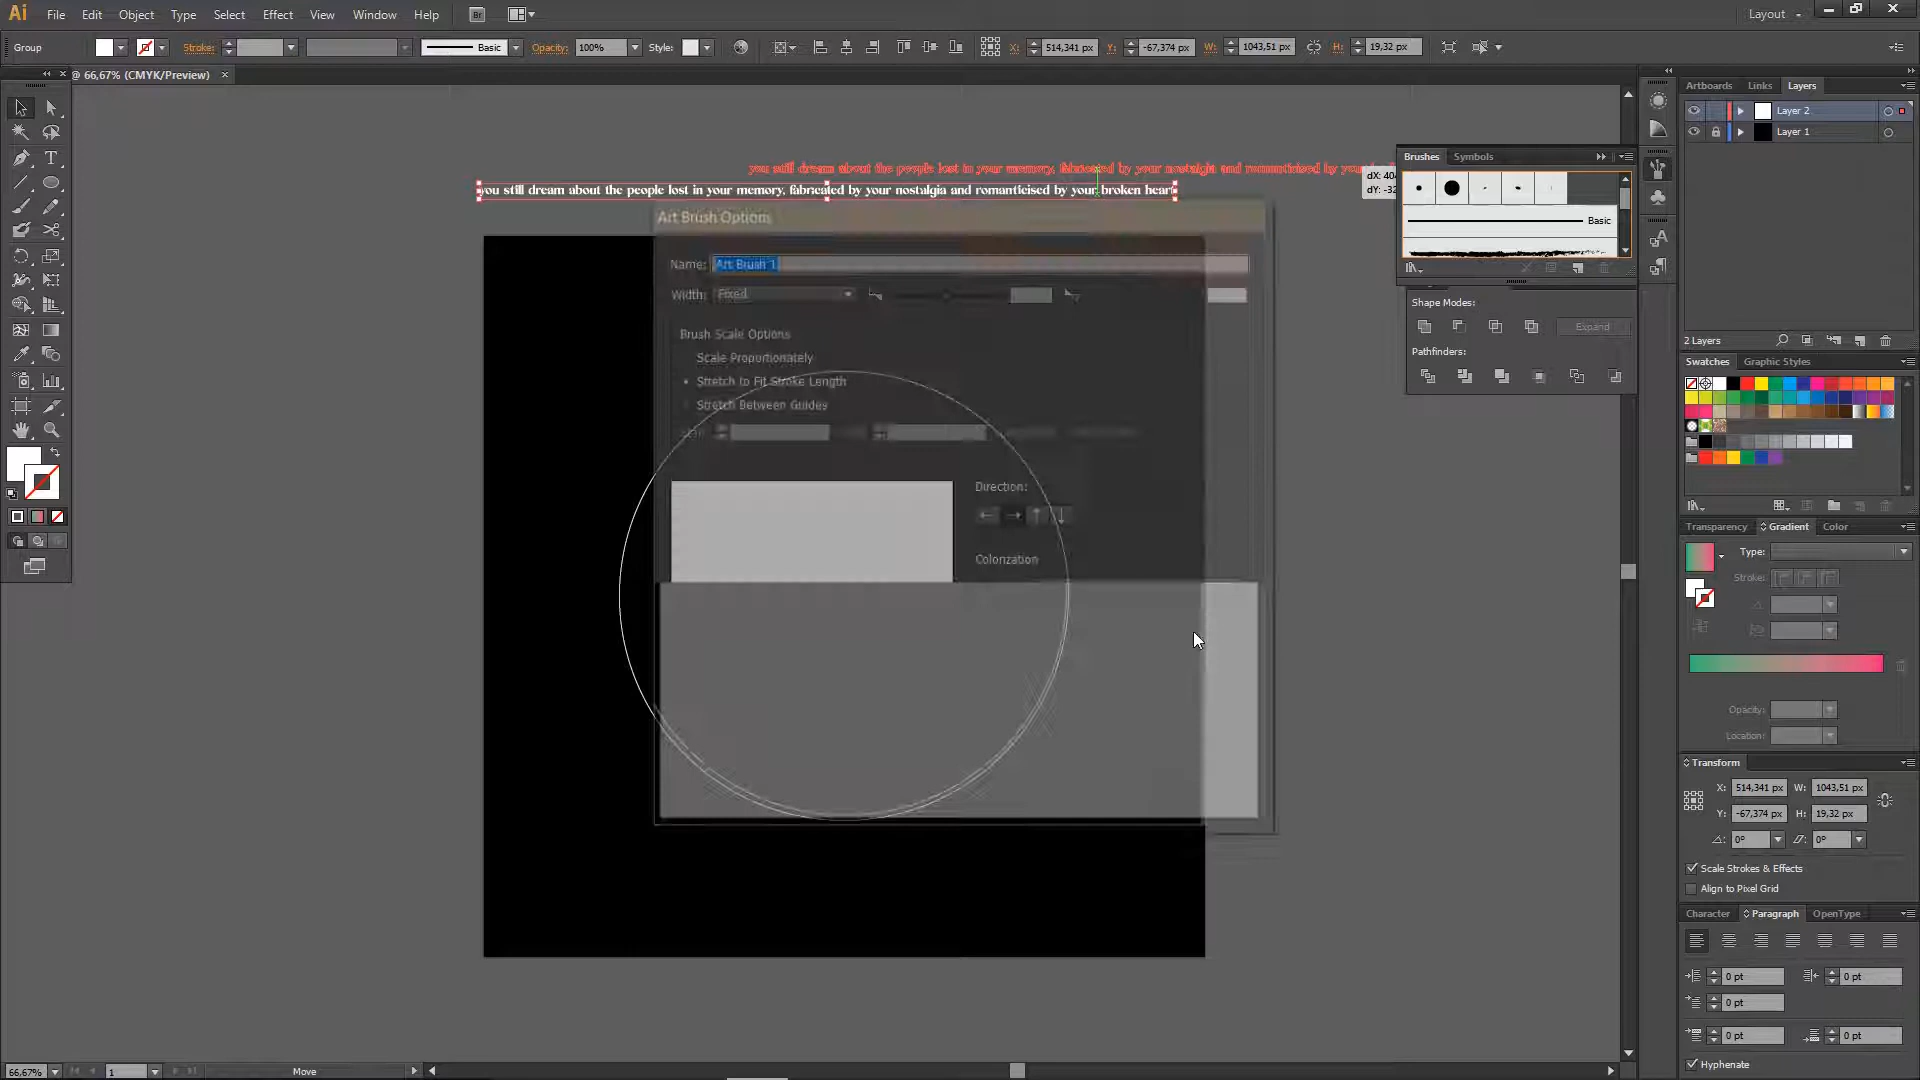 Ai File Edit Object Type Select Effect View Window Help Br Layout
Group Stroke: Basic Opacity: 100% Style: X: 514,341 px Y: -67,374 px W: 1043,51 px H: 19,32 px
@ 66,67% (CMYK/Preview)
Artboards Links Layers
Layer 2
Layer 1
2 Layers
you still dream about the people lost in your memory, fabricated by your nostalgia and romanticised by your
you still dream about the people lost in your memory, fabricated by your nostalgia and romanticised by your broken heart
dX: 404
dY: -32
Brushes Symbols
Basic
Shape Modes:
Expand
Pathfinders:
Art Brush Options
Name: Art Brush 1
Width: Fixed
Brush Scale Options
Scale Proportionately
Stretch to Fit Stroke Length
Stretch Between Guides
Direction:
Colorization
Swatches Graphic Styles
Transparency Gradient Color
Type:
Stroke:
Opacity:
Location:
Transform
X: 514,341 px W: 1043,51 px
Y: -67,374 px H: 19,32 px
0° 0°
Scale Strokes & Effects
Align to Pixel Grid
Character Paragraph OpenType
0 pt 0 pt
0 pt
0 pt 0 pt
Hyphenate
66,67% 1 Move